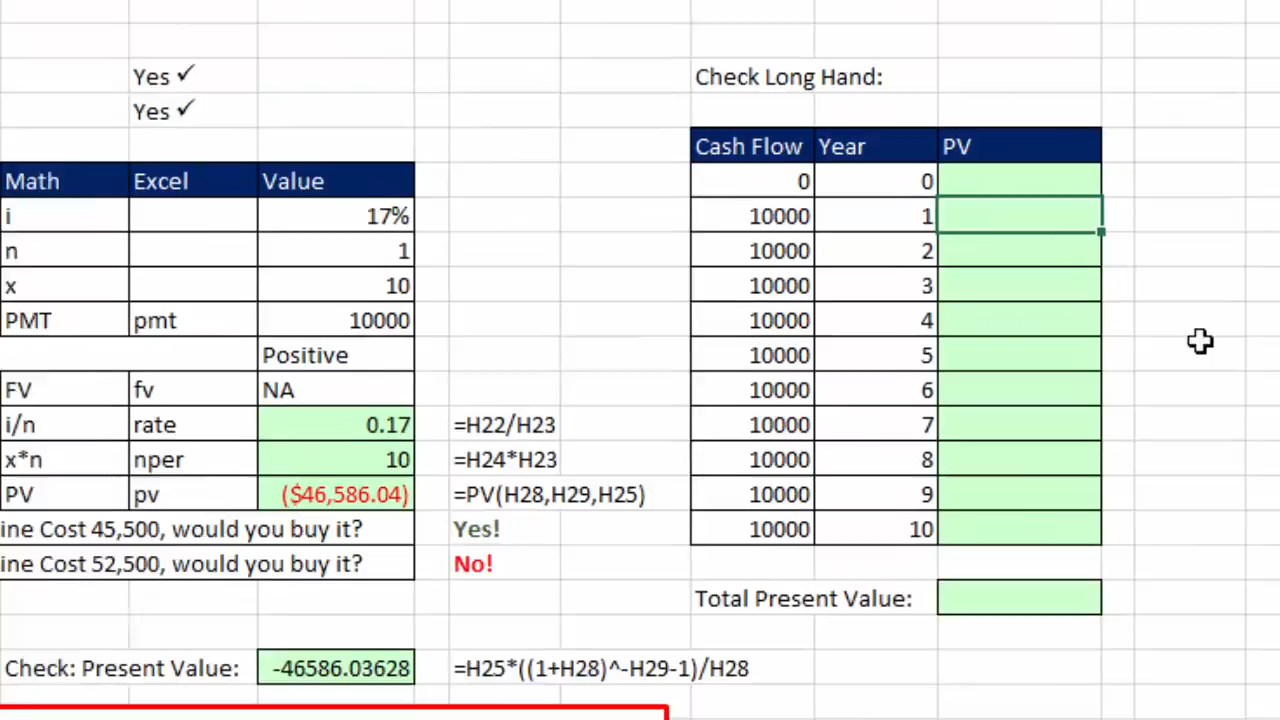 Yes ✓
Yes ✓
Math Excel Value
i 17%
n 1
x 10
PMT pmt 10000
Positive
FV fv NA
i/n rate 0.17 =H22/H23
x*n nper 10 =H24*H23
PV pv ($46,586.04) =PV(H28,H29,H25)
ine Cost 45,500, would you buy it? Yes!
ine Cost 52,500, would you buy it? No!
Check: Present Value: -46586.03628 =H25*((1+H28)^-H29-1)/H28
Check Long Hand:
Cash Flow Year PV
0 0
10000 1
10000 2
10000 3
10000 4
10000 5
10000 6
10000 7
10000 8
10000 9
10000 10
Total Present Value: